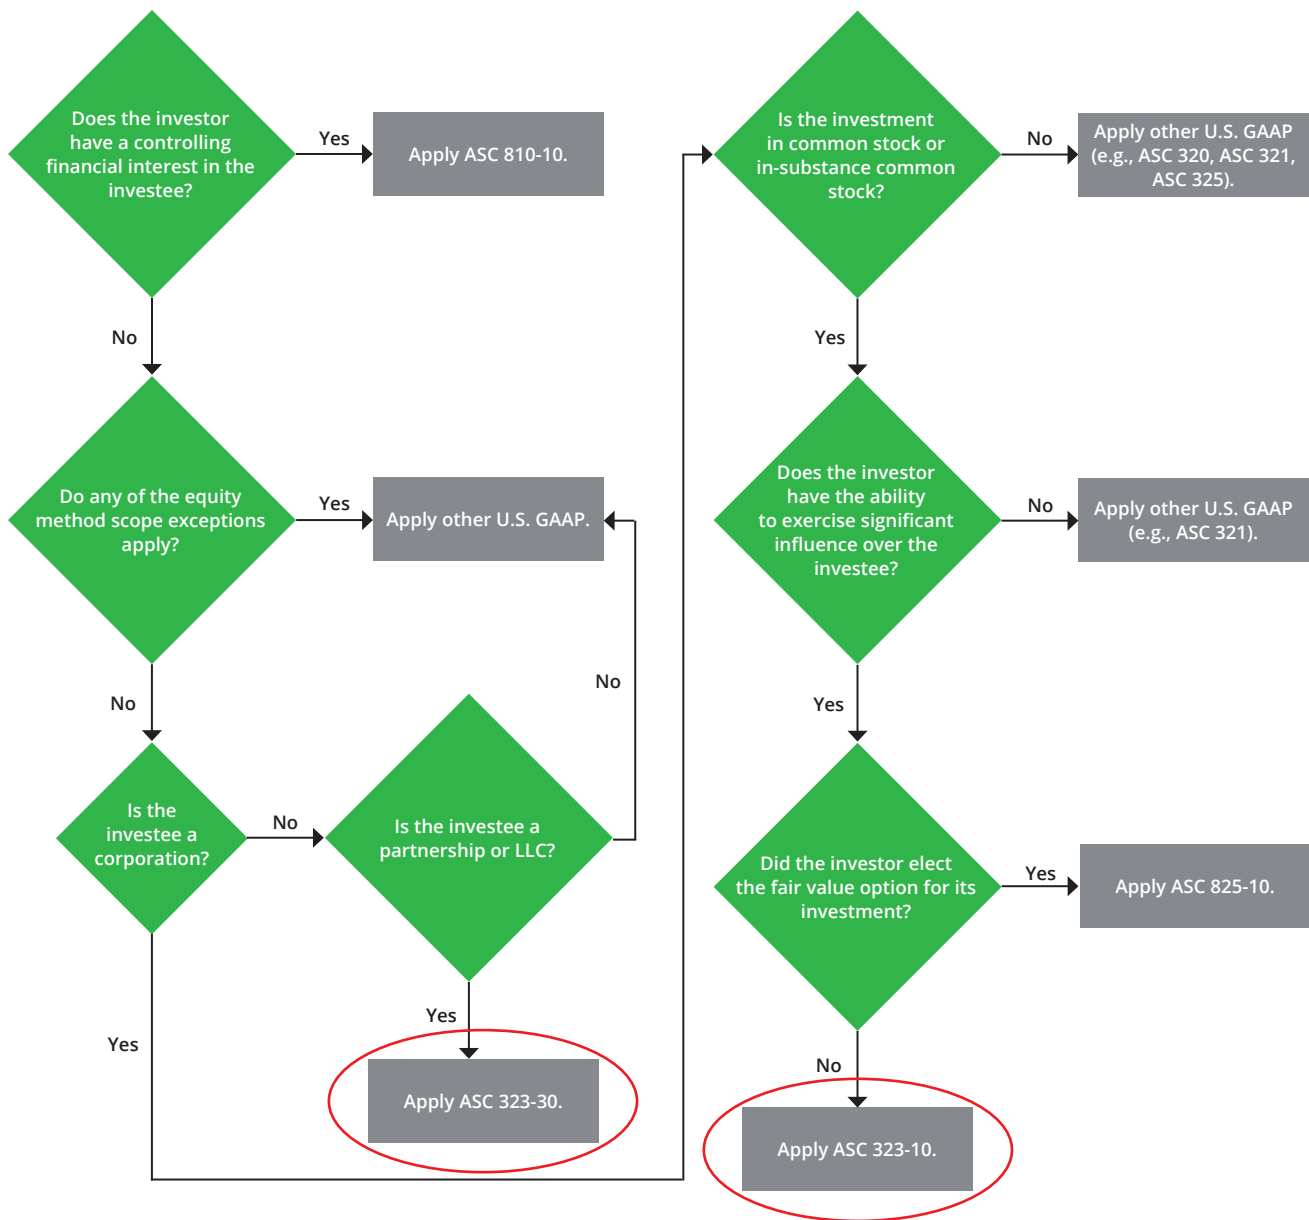 Does the investor
have a controlling
financial interest in the
investee?
Yes
Apply ASC 810-10.
No
Do any of the equity
method scope exceptions
apply?
Yes
Apply other U.S. GAAP.
No
No
Is the
investee a
corporation?
No
Is the investee a
partnership or LLC?
Yes
Yes
Apply ASC 323-30.
Is the investment
in common stock or
in-substance common
stock?
No
Apply other U.S. GAAP
(e.g., ASC 320, ASC 321,
ASC 325).
Yes
Does the investor
have the ability
to exercise significant
influence over the
investee?
No
Apply other U.S. GAAP
(e.g., ASC 321).
Yes
Did the investor elect
the fair value option for its
investment?
Yes
Apply ASC 825-10.
No
Apply ASC 323-10.